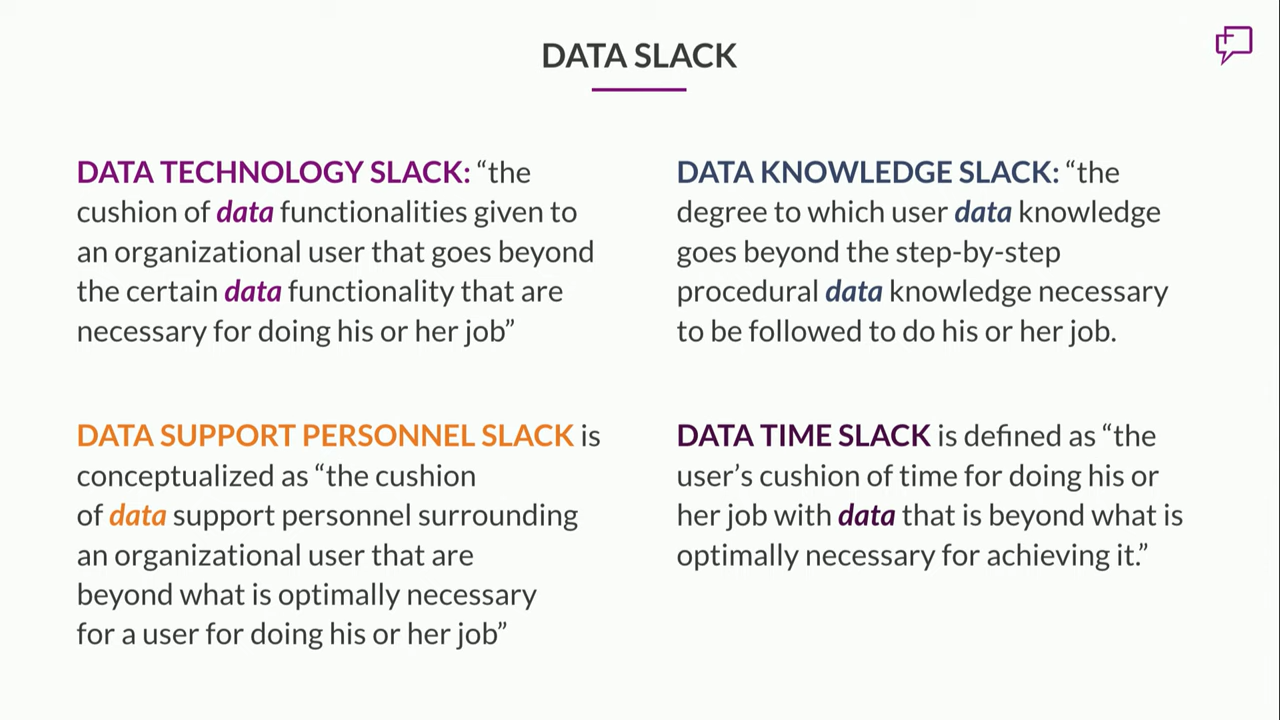 DATA SLACK
DATA TECHNOLOGY SLACK: “the
cushion of data functionalities given to
an organizational user that goes beyond
the certain data functionality that are
necessary for doing his or her job”
DATA KNOWLEDGE SLACK: “the
degree to which user data knowledge
goes beyond the step-by-step
procedural data knowledge necessary
to be followed to do his or her job.
DATA SUPPORT PERSONNEL SLACK is
conceptualized as “the cushion
of data support personnel surrounding
an organizational user that are
beyond what is optimally necessary
for a user for doing his or her job”
DATA TIME SLACK is defined as “the
user’s cushion of time for doing his or
her job with data that is beyond what is
optimally necessary for achieving it.”